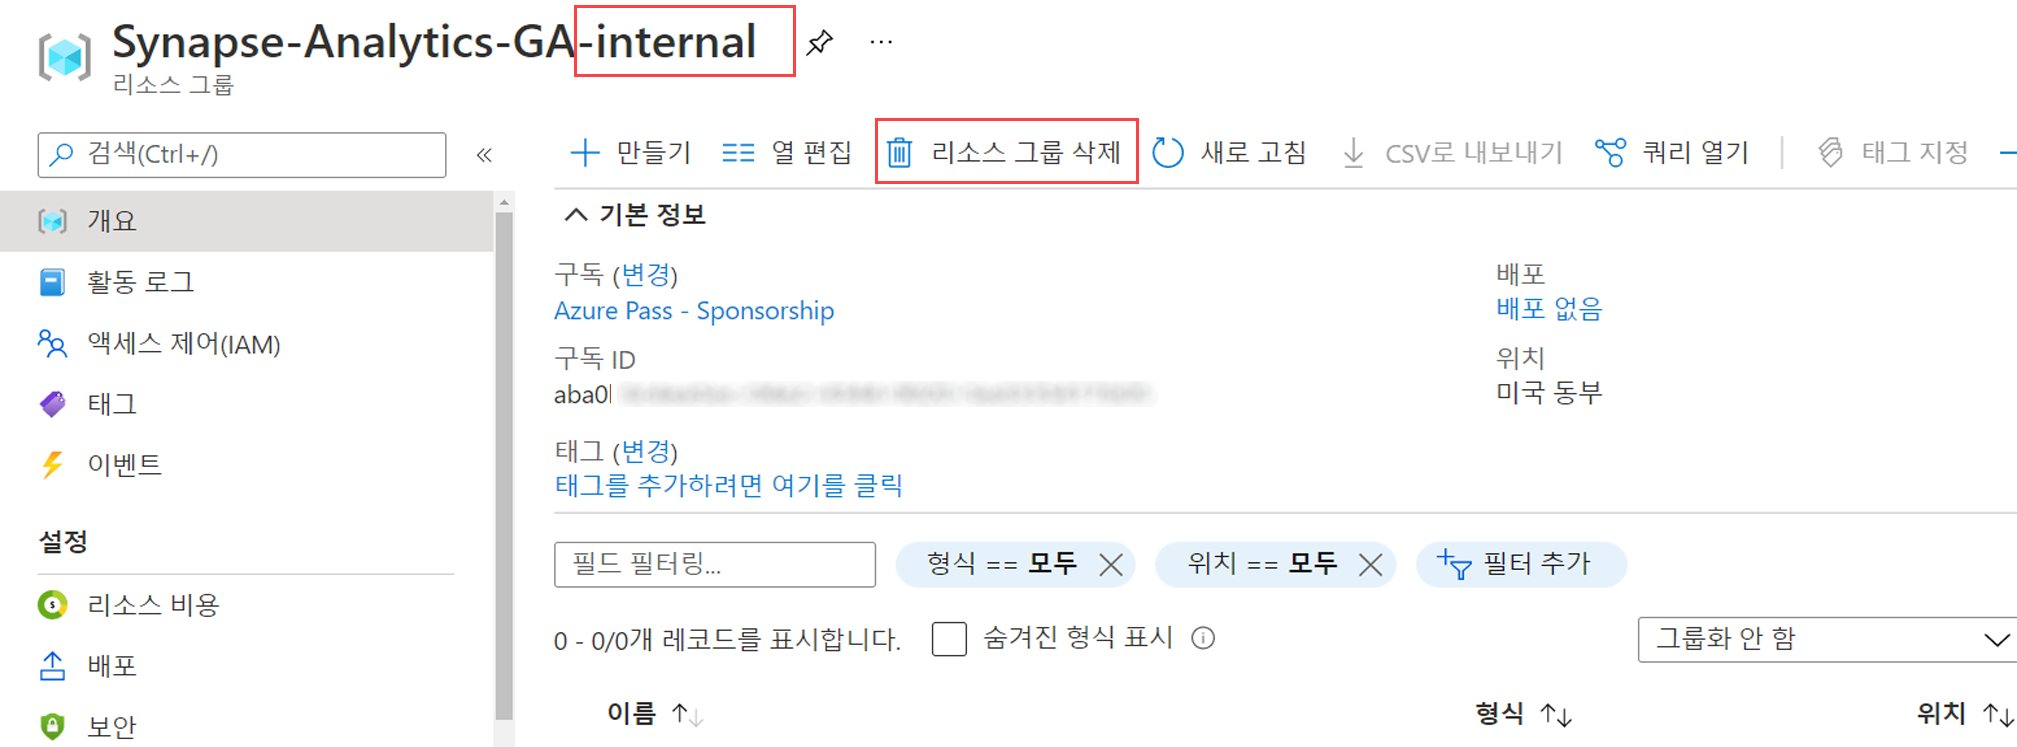 Synapse-Analytics-GA-internal
리소스 그룹
검색(Ctrl+/)
만들기 열 편집 리소스 그룹 삭제 새로 고침 CSV로 내보내기 쿼리 열기 태그 지정
개요
활동 로그
액세스 제어(IAM)
태그
이벤트
설정
리소스 비용
배포
보안
기본 정보
구독 (변경)
Azure Pass - Sponsorship
구독 ID
aba0
태그 (변경)
태그를 추가하려면 여기를 클릭
배포
배포 없음
위치
미국 동부
필드 필터링... 형식 == 모두 위치 == 모두 필터 추가
0 - 0/0개 레코드를 표시합니다. 숨겨진 형식 표시 그룹화 안 함
이름 형식 위치